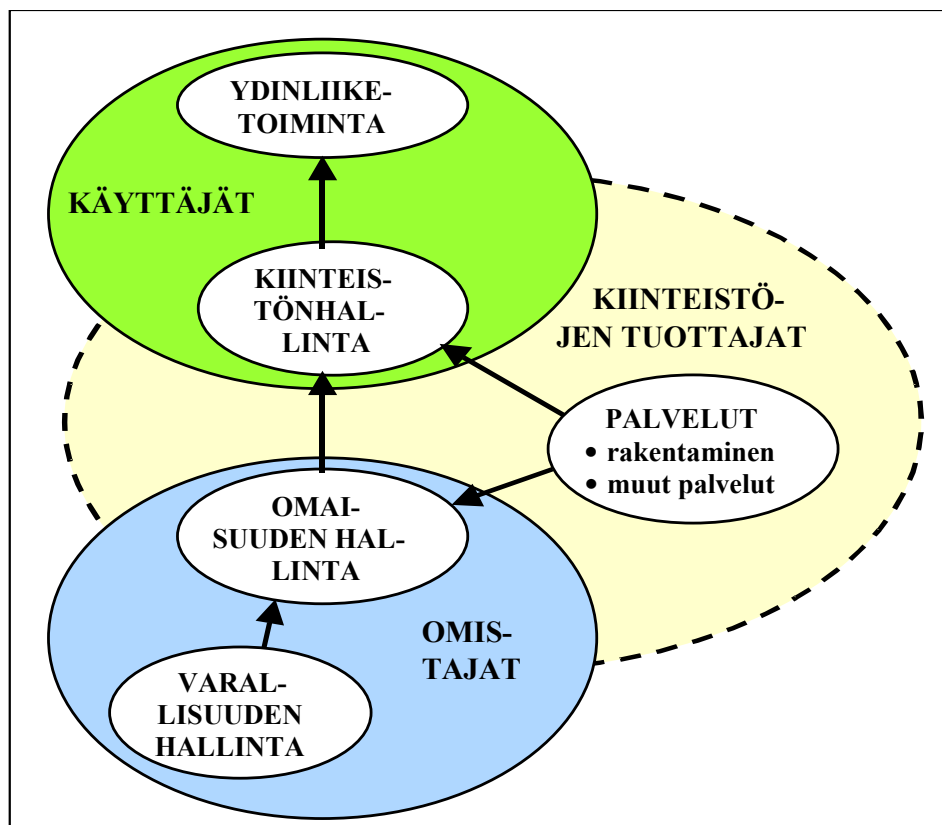 YDINLIIKE-
TOIMINTA
KÄYTTÄJÄT
KIINTEIS-
TÖNHAL-
LINTA
KIINTEISTÖ-
JEN TUOTTAJAT
PALVELUT
• rakentaminen
• muut palvelut
OMAI-
SUUDEN HAL-
LINTA
OMIS-
TAJAT
VARAL-
LISUUDEN
HALLINTA